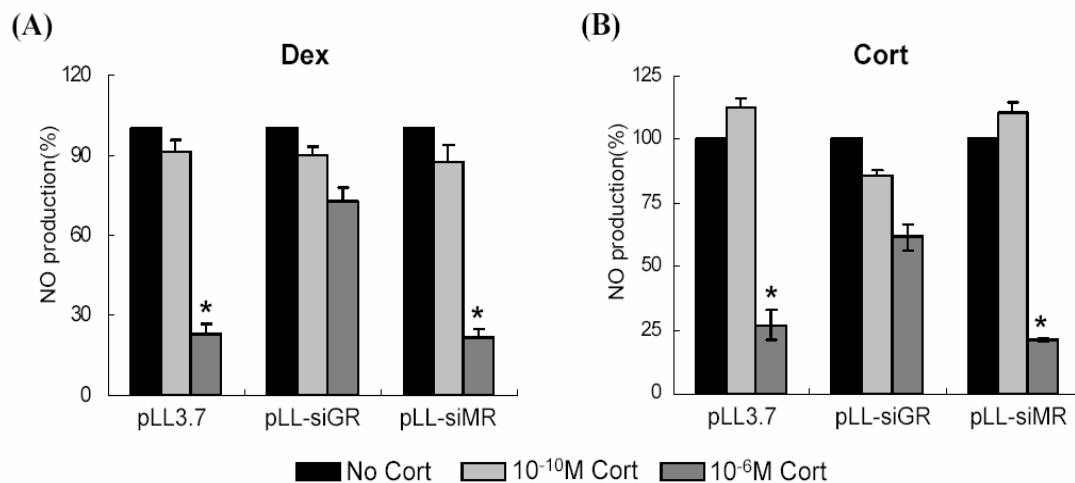 (A)
Dex
NO production(%)
120
90
60
30
0
*
*
pLL3.7 pLL-siGR pLL-siMR
(B)
Cort
NO production(%)
125
100
75
50
25
0
*
*
pLL3.7 pLL-siGR pLL-siMR
No Cort 10⁻¹⁰M Cort 10⁻⁶M Cort